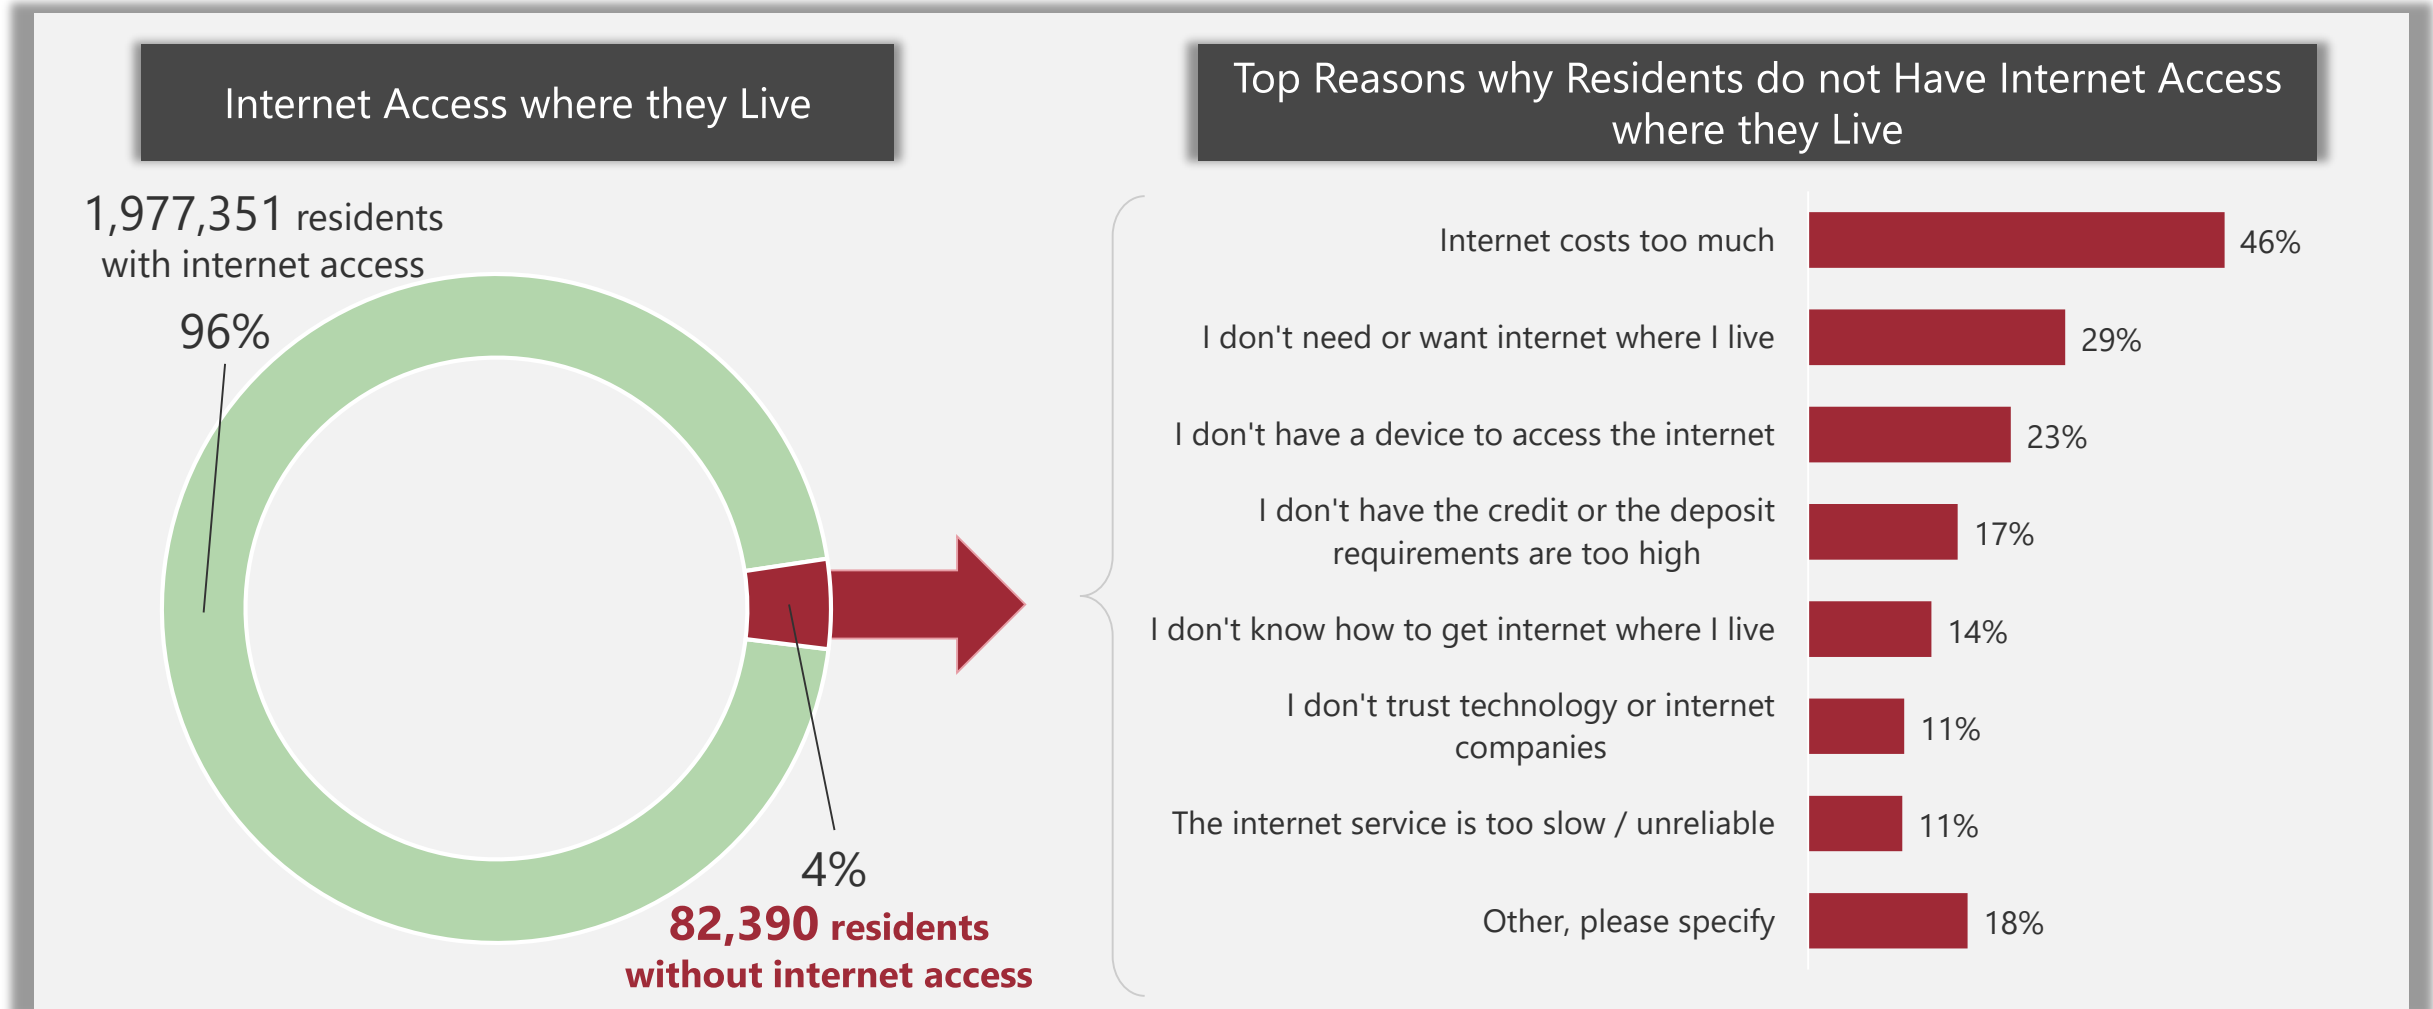 Internet Access where they Live
1,977,351 residents
with internet access
96%
4%
82,390 residents
without internet access
Top Reasons why Residents do not Have Internet Access
where they Live
Internet costs too much
46%
I don't need or want internet where I live
29%
I don't have a device to access the internet
23%
I don't have the credit or the deposit
requirements are too high
17%
I don't know how to get internet where I live
14%
I don't trust technology or internet
companies
11%
The internet service is too slow / unreliable
11%
Other, please specify
18%